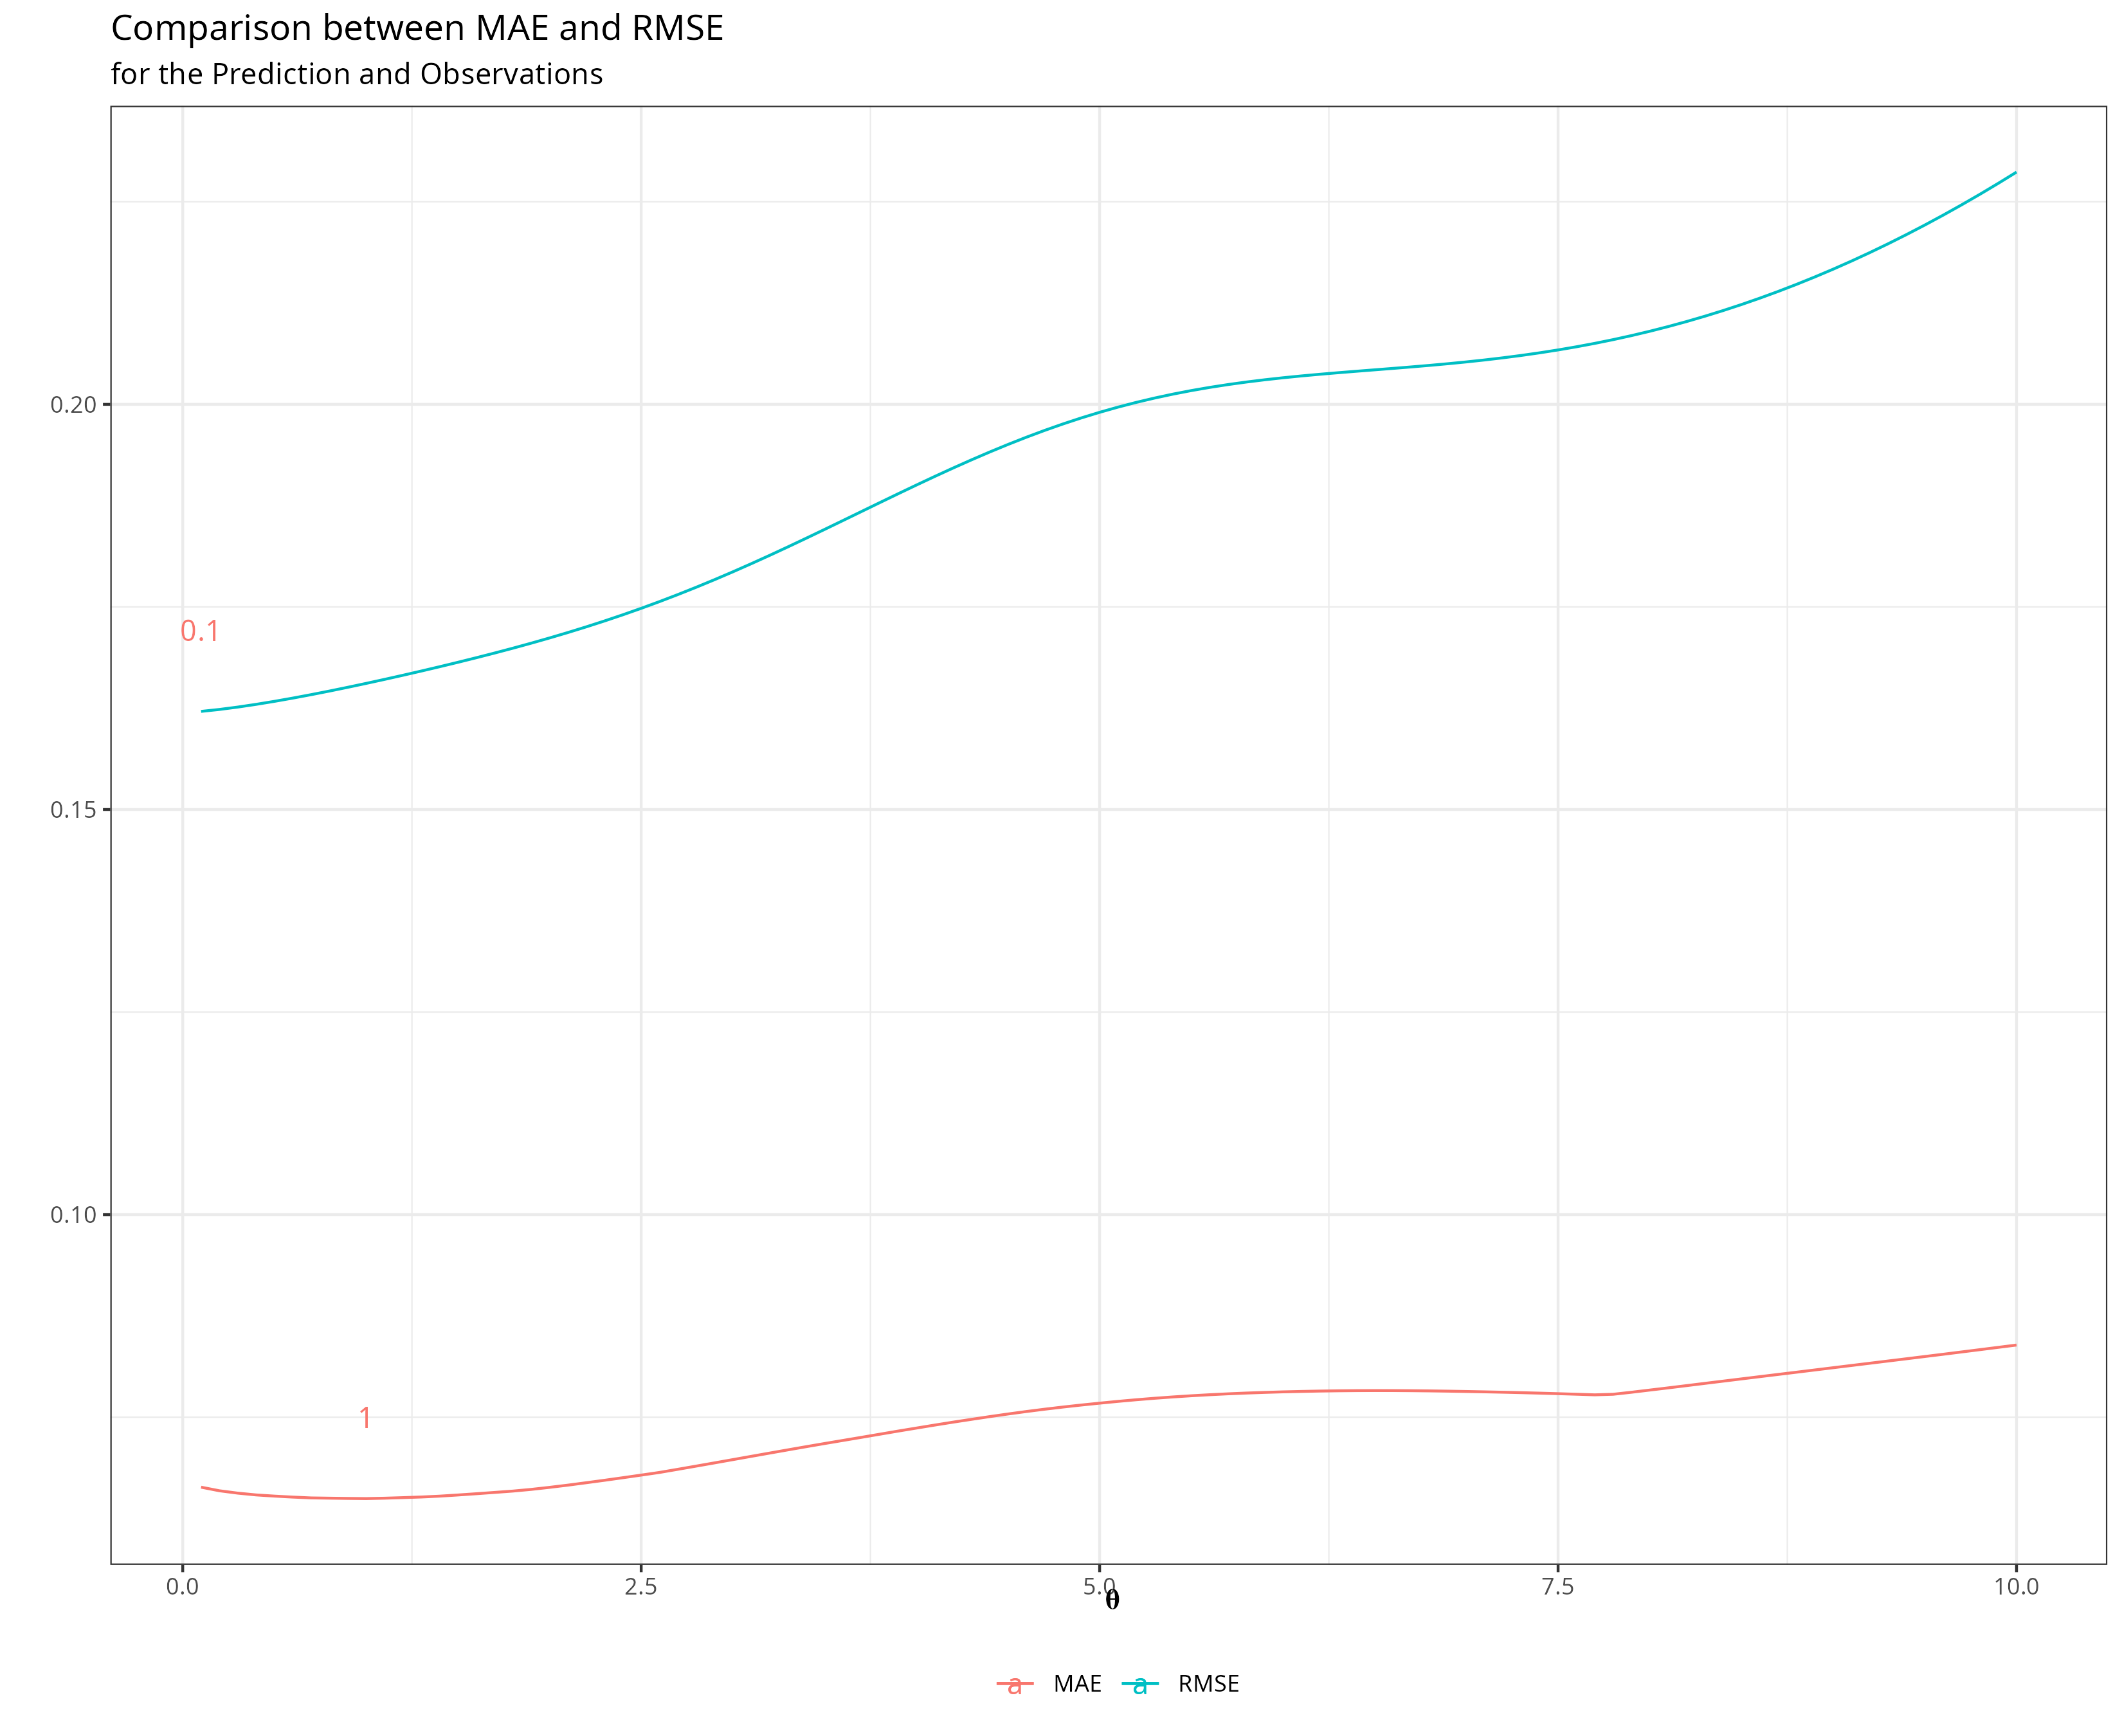 Comparison between MAE and RMSE
for the Prediction and Observations
0.20
0.1
0.15
0.10
1
0.0 2.5 5.0 7.5 10.0
θ
a MAE a RMSE